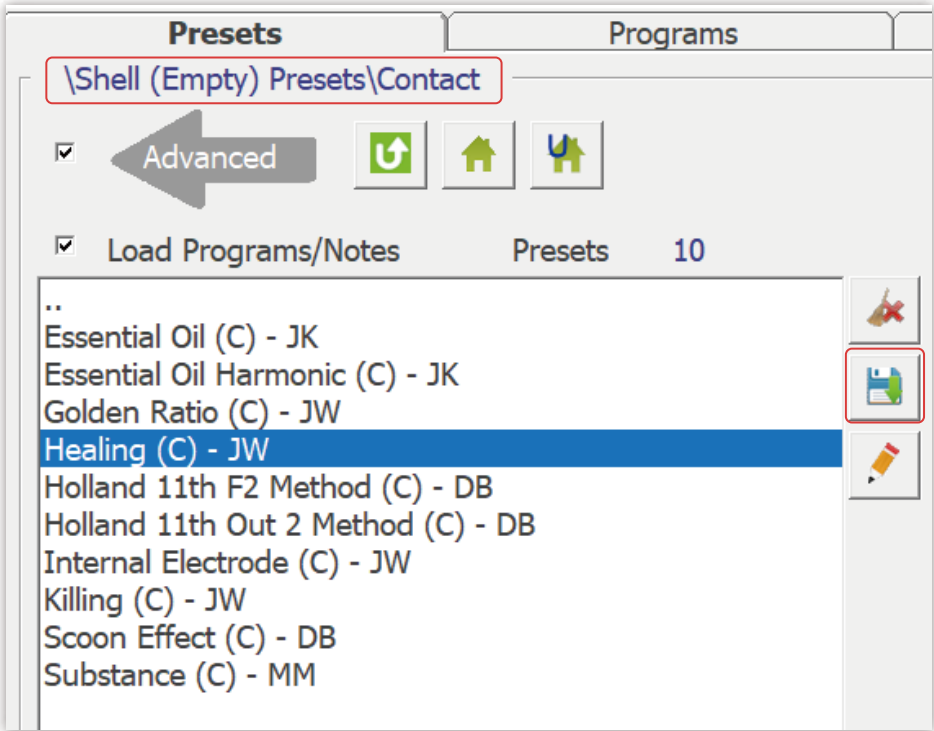 Presets Programs
\Shell (Empty) Presets\Contact
Advanced
Load Programs/Notes Presets 10
..
Essential Oil (C) - JK
Essential Oil Harmonic (C) - JK
Golden Ratio (C) - JW
Healing (C) - JW
Holland 11th F2 Method (C) - DB
Holland 11th Out 2 Method (C) - DB
Internal Electrode (C) - JW
Killing (C) - JW
Scoon Effect (C) - DB
Substance (C) - MM